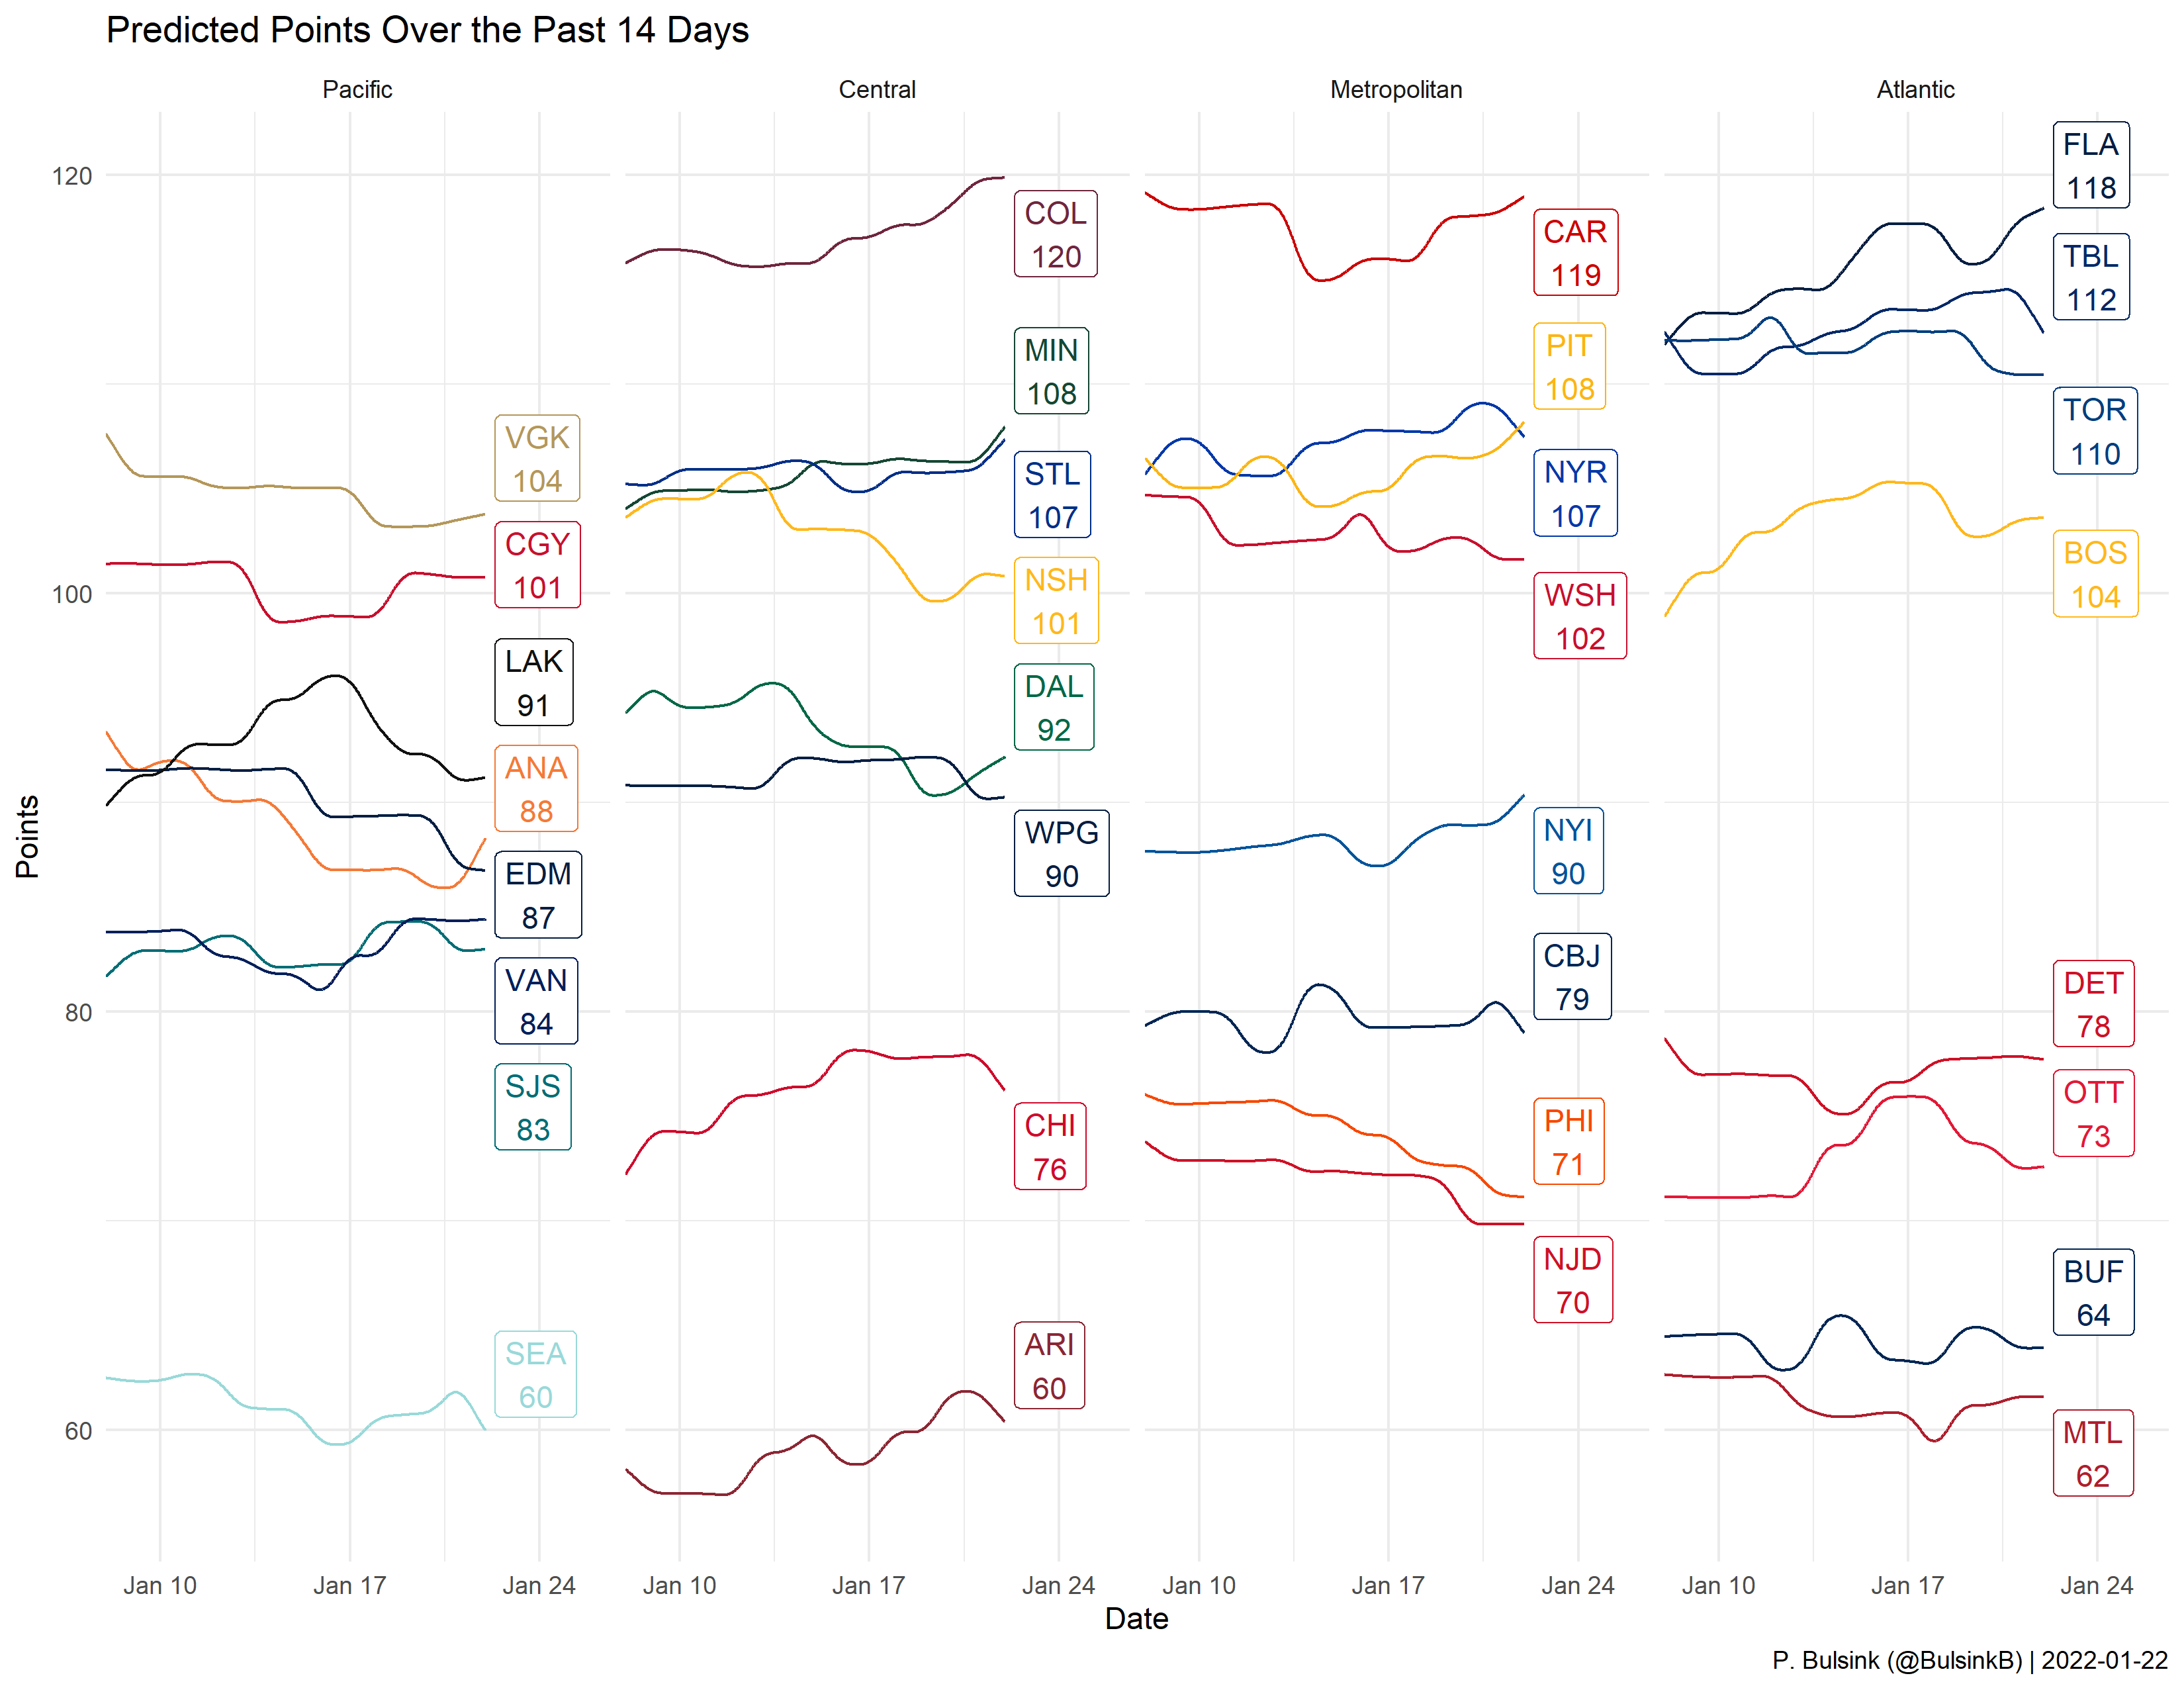 Predicted Points Over the Past 14 Days
Pacific
Central
Metropolitan
Atlantic
Points
120
100
80
60
VGK
104
CGY
101
LAK
91
ANA
88
EDM
87
VAN
84
SJS
83
SEA
60
COL
120
MIN
108
STL
107
NSH
101
DAL
92
WPG
90
CHI
76
ARI
60
CAR
119
PIT
108
NYR
107
WSH
102
NYI
90
CBJ
79
PHI
71
NJD
70
FLA
118
TBL
112
TOR
110
BOS
104
DET
78
OTT
73
BUF
64
MTL
62
Jan 10 Jan 17 Jan 24
Jan 10 Jan 17 Jan 24
Jan 10 Jan 17 Jan 24
Jan 10 Jan 17 Jan 24
Date
P. Bulsink (@BulsinkB) | 2022-01-22